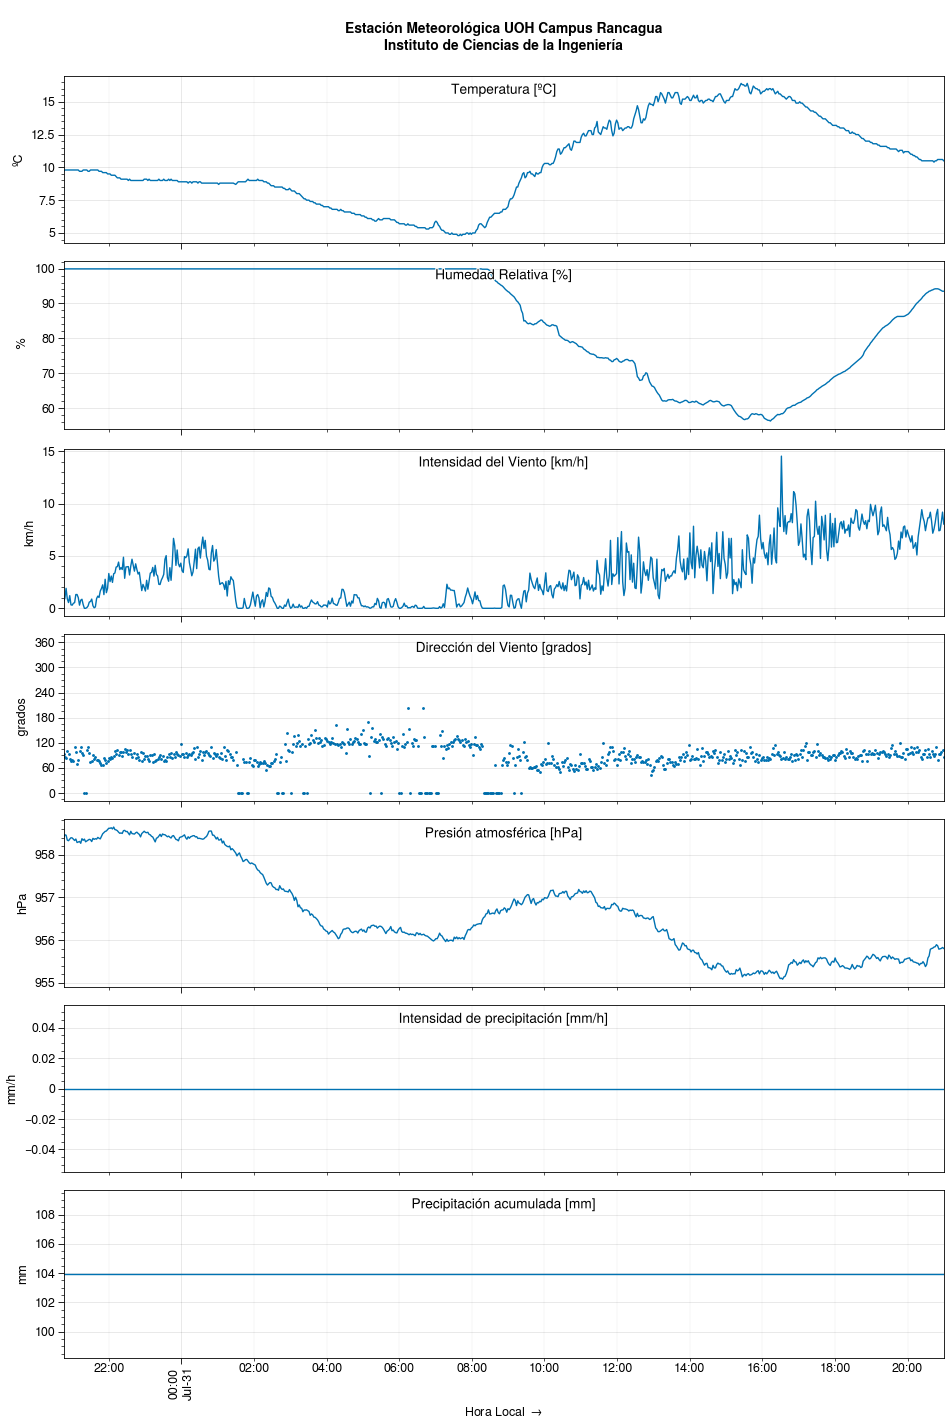 Estación Meteorológica UOH Campus Rancagua
Instituto de Ciencias de la Ingeniería
Temperatura [ºC]
15
12.5
10
7.5
5
ºC
Humedad Relativa [%]
100
90
80
70
60
%
Intensidad del Viento [km/h]
15
10
5
0
km/h
Dirección del Viento [grados]
360
300
240
180
120
60
0
grados
Presión atmosférica [hPa]
958
957
956
955
hPa
Intensidad de precipitación [mm/h]
0.04
0.02
0
−0.02
−0.04
mm/h
Precipitación acumulada [mm]
108
106
104
102
100
mm
22:00 00:00 02:00 04:00 06:00 08:00 10:00 12:00 14:00 16:00 18:00 20:00
Jul-31
Hora Local →